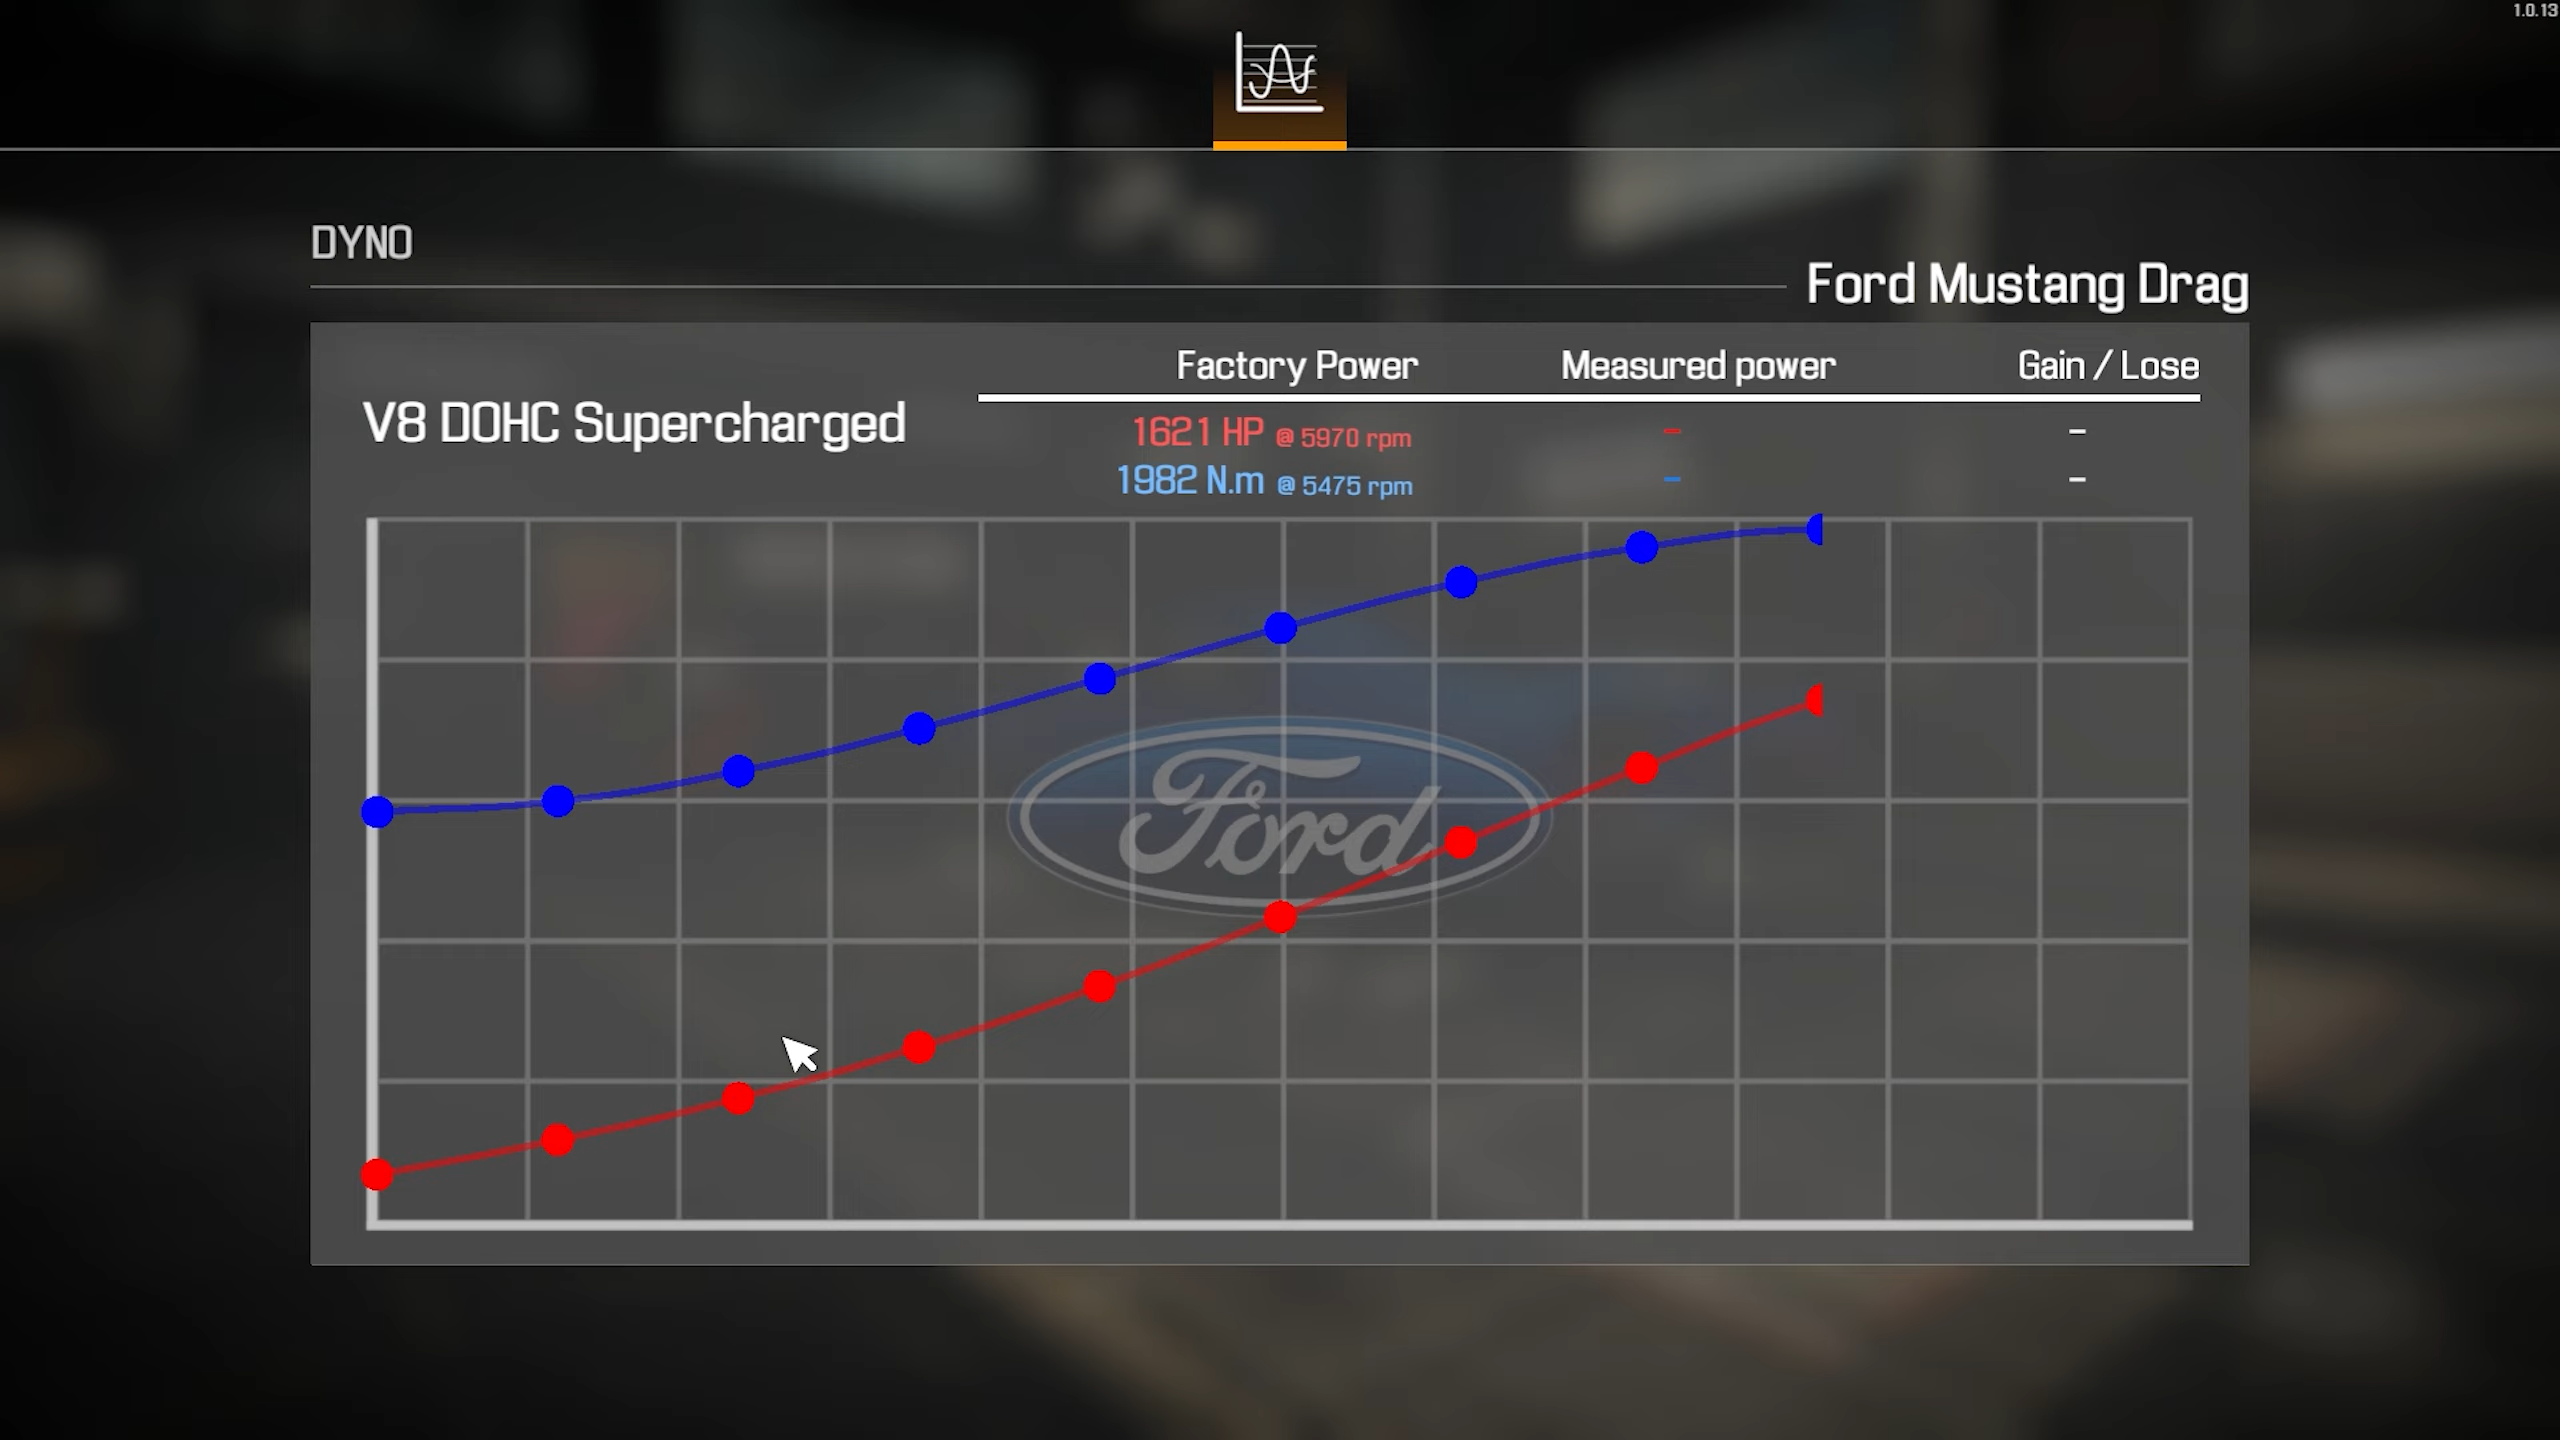 1.0.13
DYNO
Ford Mustang Drag
Factory Power Measured power Gain / Lose
V8 DOHC Supercharged
1621 HP @ 5970 rpm - -
1982 N.m @ 5475 rpm - -
Ford